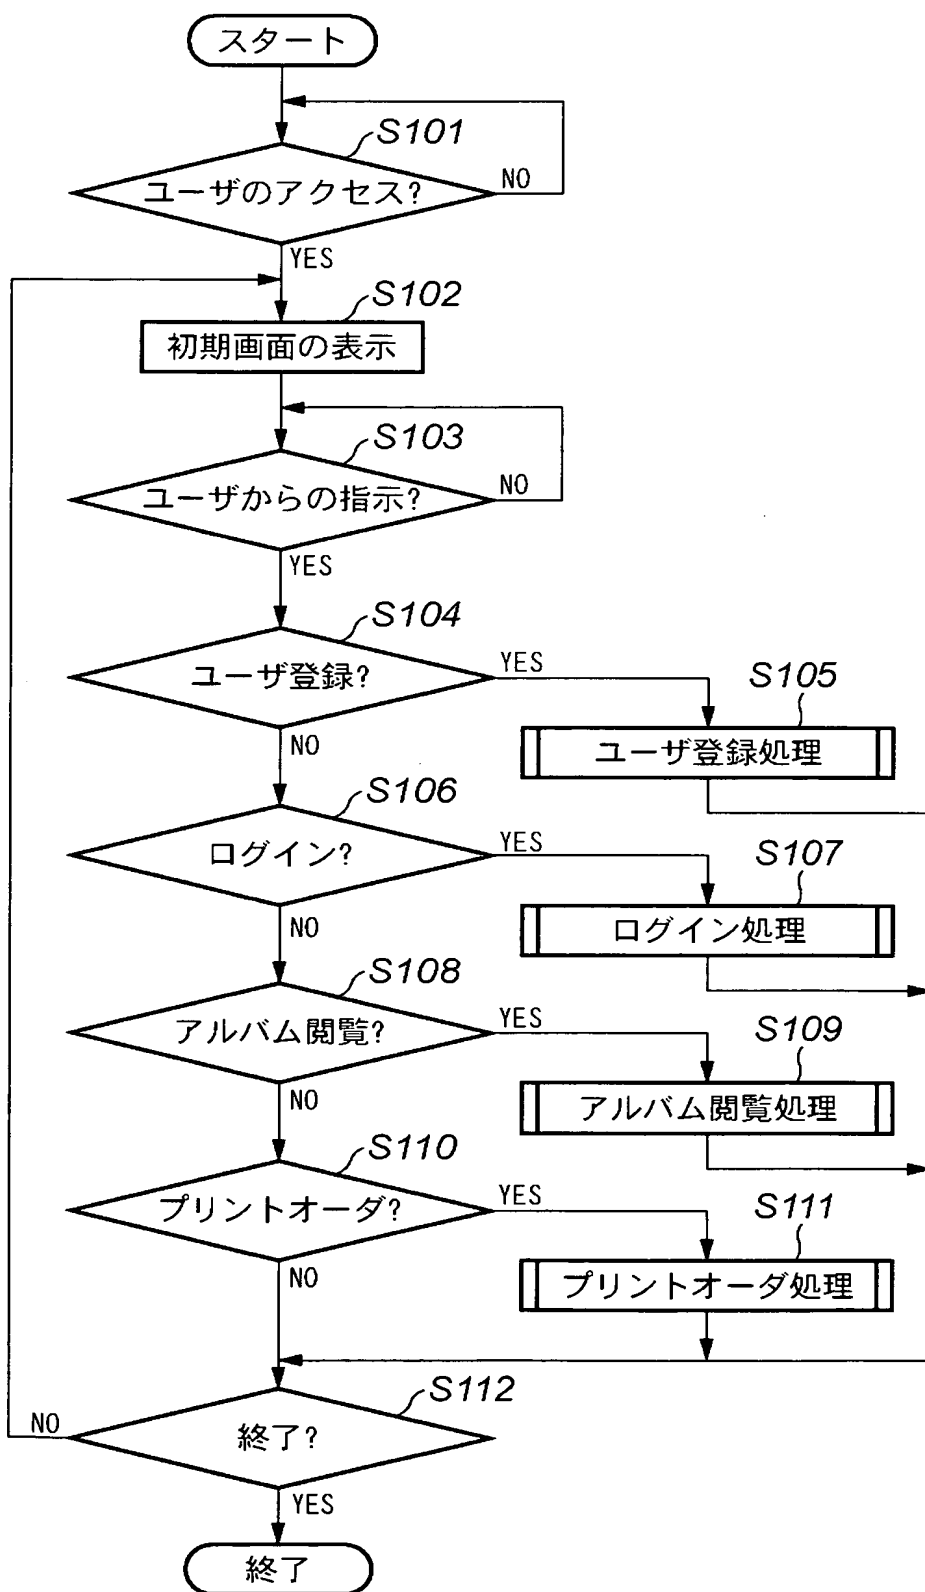 スタート
S101
ユーザのアクセス?
NO
YES
S102
初期画面の表示
S103
ユーザからの指示?
NO
YES
S104
ユーザ登録?
YES
S105
ユーザ登録処理
NO
S106
ログイン?
YES
S107
ログイン処理
NO
S108
アルバム閲覧?
YES
S109
アルバム閲覧処理
NO
S110
プリントオーダ?
YES
S111
プリントオーダ処理
NO
S112
終了?
NO
YES
終了